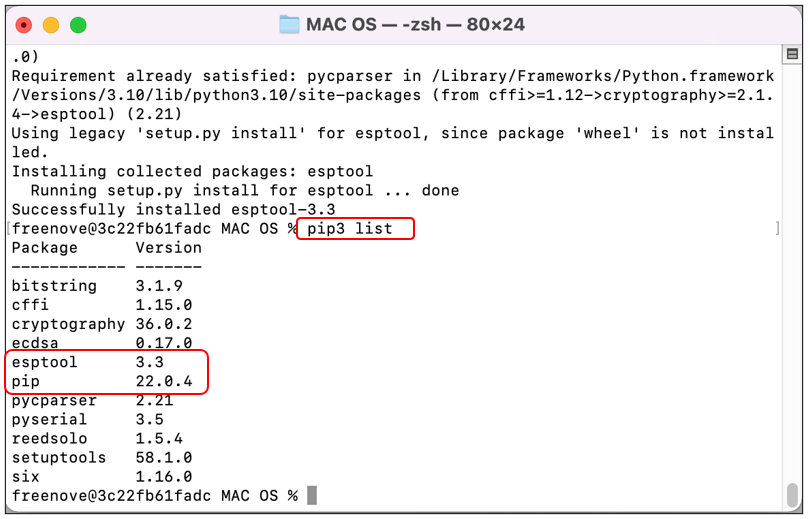 MAC OS — -zsh — 80×24
.0)
Requirement already satisfied: pycparser in /Library/Frameworks/Python.framework
/Versions/3.10/lib/python3.10/site-packages (from cffi>=1.12->cryptography>=2.1.
4->esptool) (2.21)
Using legacy 'setup.py install' for esptool, since package 'wheel' is not instal
led.
Installing collected packages: esptool
  Running setup.py install for esptool ... done
Successfully installed esptool-3.3
[freenove@3c22fb61fadc MAC OS % pip3 list ]
Package      Version
------------ -------
bitstring    3.1.9
cffi         1.15.0
cryptography 36.0.2
ecdsa        0.17.0
esptool      3.3
pip          22.0.4
pycparser    2.21
pyserial     3.5
reedsolo     1.5.4
setuptools   58.1.0
six          1.16.0
freenove@3c22fb61fadc MAC OS %